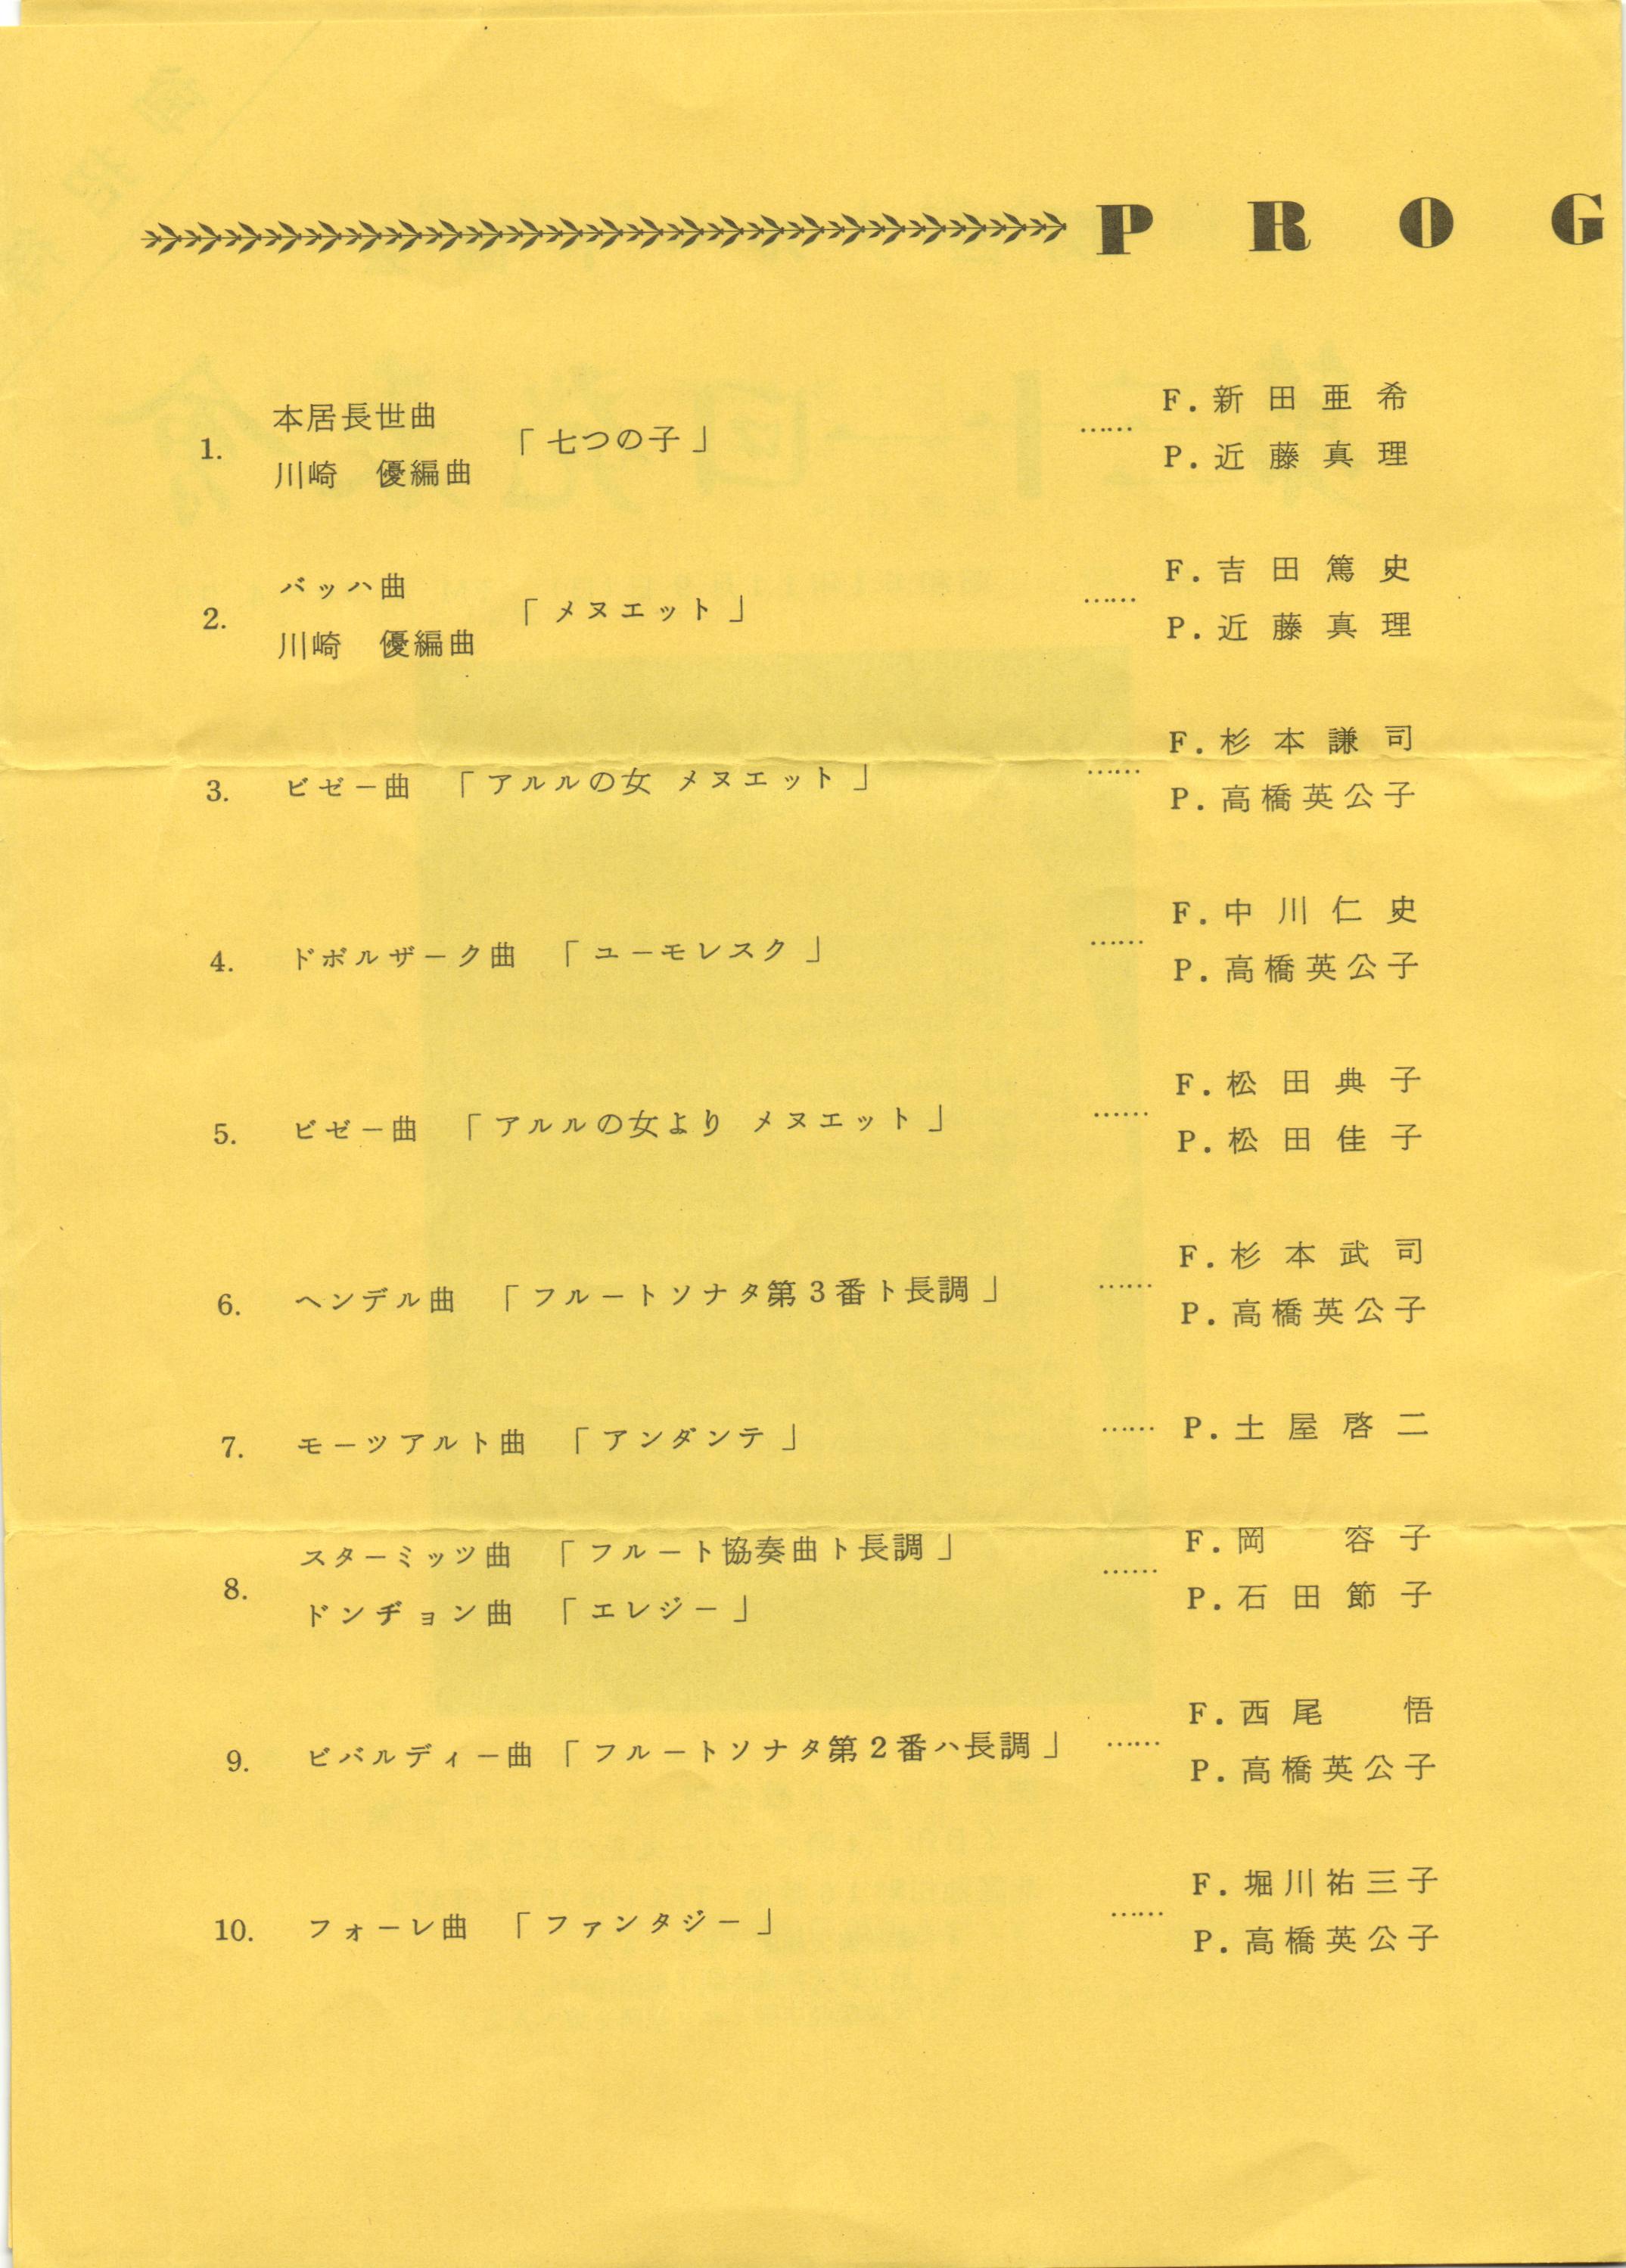 PROG
1. 本居長世曲 「七つの子」 …… F. 新田亜希
川崎 優編曲 P. 近藤真理
2. バッハ曲 「メヌエット」 …… F. 吉田篤史
川崎 優編曲 P. 近藤真理
3. ビゼー曲 「アルルの女 メヌエット」 …… F. 杉本謙司
P. 高橋英公子
4. ドボルザーク曲 「ユーモレスク」 …… F. 中川仁史
P. 高橋英公子
5. ビゼー曲 「アルルの女より メヌエット」 …… F. 松田典子
P. 松田佳子
6. ヘンデル曲 「フルートソナタ第3番ト長調」 …… F. 杉本武司
P. 高橋英公子
7. モーツアルト曲 「アンダンテ」 …… P. 土屋啓二
8. スターミッツ曲 「フルート協奏曲ト長調」 …… F. 岡 容子
ドンヂョン曲 「エレジー」 P. 石田節子
9. ビバルディー曲 「フルートソナタ第2番ハ長調」 …… F. 西尾 悟
P. 高橋英公子
10. フォーレ曲 「ファンタジー」 …… F. 堀川祐三子
P. 高橋英公子